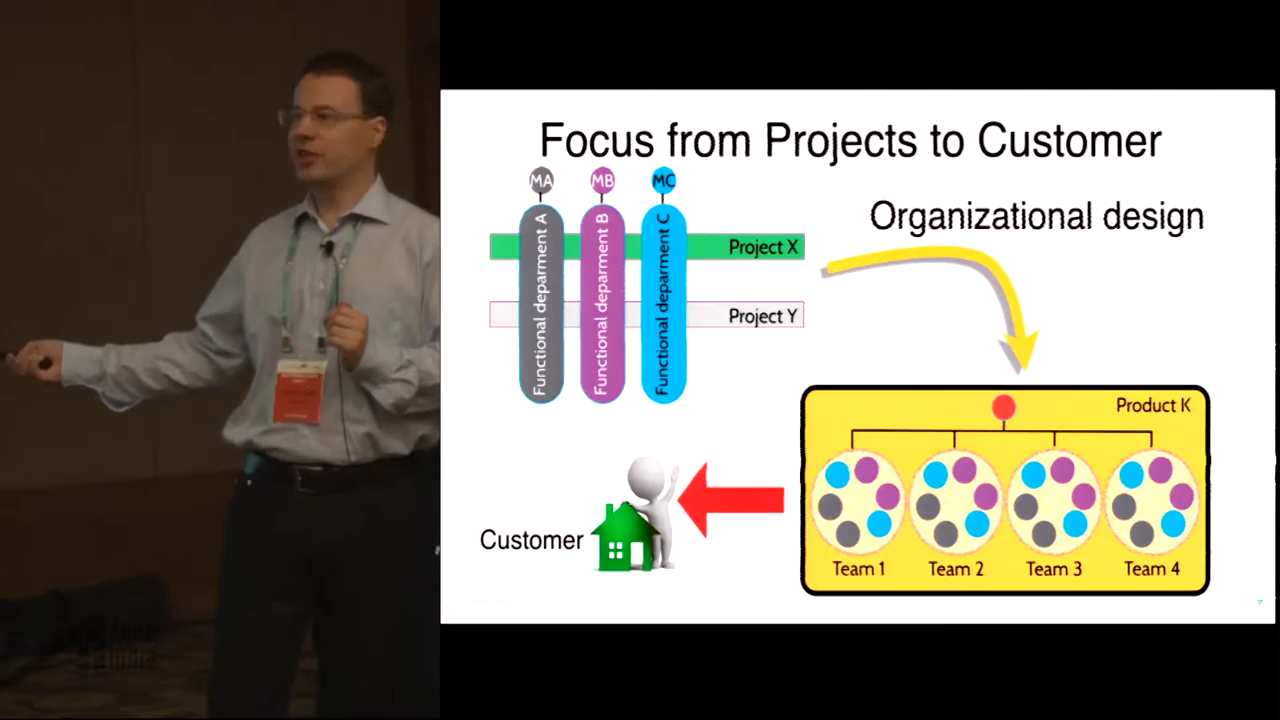 Focus from Projects to Customer
MA
MB
MC
Organizational design
Functional deparment A
Functional deparment B
Functional deparment C
Project X
Project Y
Product K
Customer
Team 1
Team 2
Team 3
Team 4